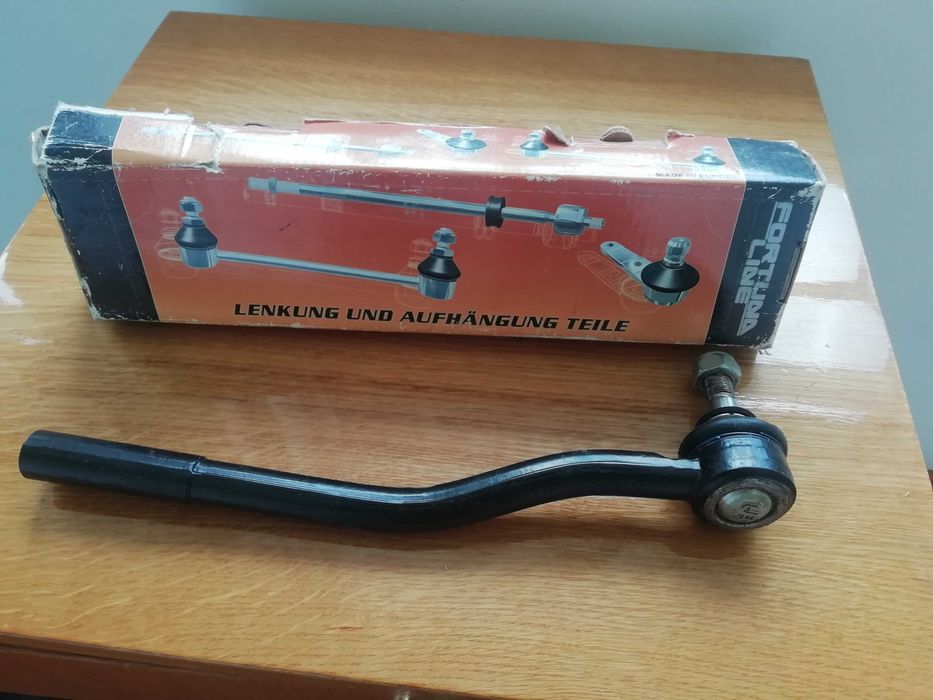 MADE IN EUROPE
FORTUNA
LINE
LENKUNG UND AUFHÄNGUNG TEILE